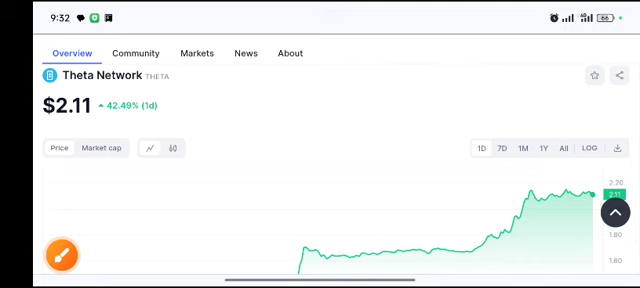 9:32
4G
66
Overview Community Markets News About
Theta Network THETA
$2.11 42.49% (1d)
Price Market cap 1D 7D 1M 1Y All LOG
2.20
2.11
1.80
1.60